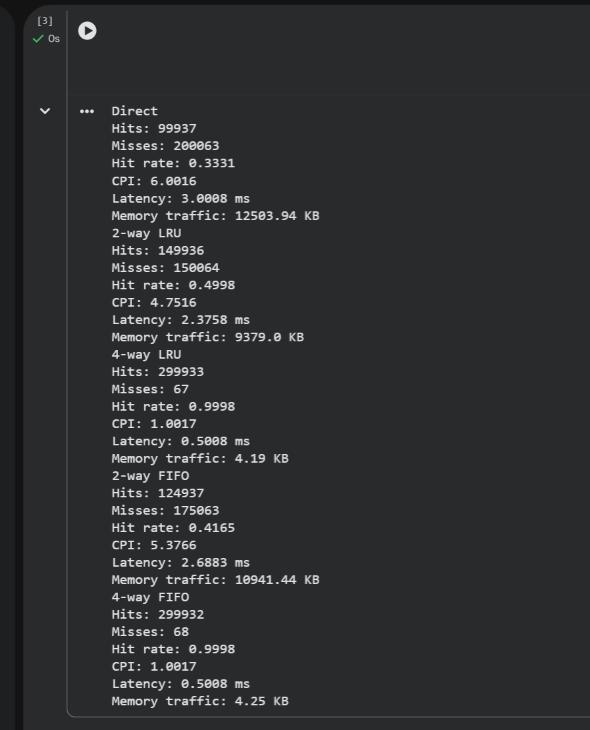 [3]
0s
Direct
Hits: 99937
Misses: 200063
Hit rate: 0.3331
CPI: 6.0016
Latency: 3.0008 ms
Memory traffic: 12503.94 KB
2-way LRU
Hits: 149936
Misses: 150064
Hit rate: 0.4998
CPI: 4.7516
Latency: 2.3758 ms
Memory traffic: 9379.0 KB
4-way LRU
Hits: 299933
Misses: 67
Hit rate: 0.9998
CPI: 1.0017
Latency: 0.5008 ms
Memory traffic: 4.19 KB
2-way FIFO
Hits: 124937
Misses: 175063
Hit rate: 0.4165
CPI: 5.3766
Latency: 2.6883 ms
Memory traffic: 10941.44 KB
4-way FIFO
Hits: 299932
Misses: 68
Hit rate: 0.9998
CPI: 1.0017
Latency: 0.5008 ms
Memory traffic: 4.25 KB